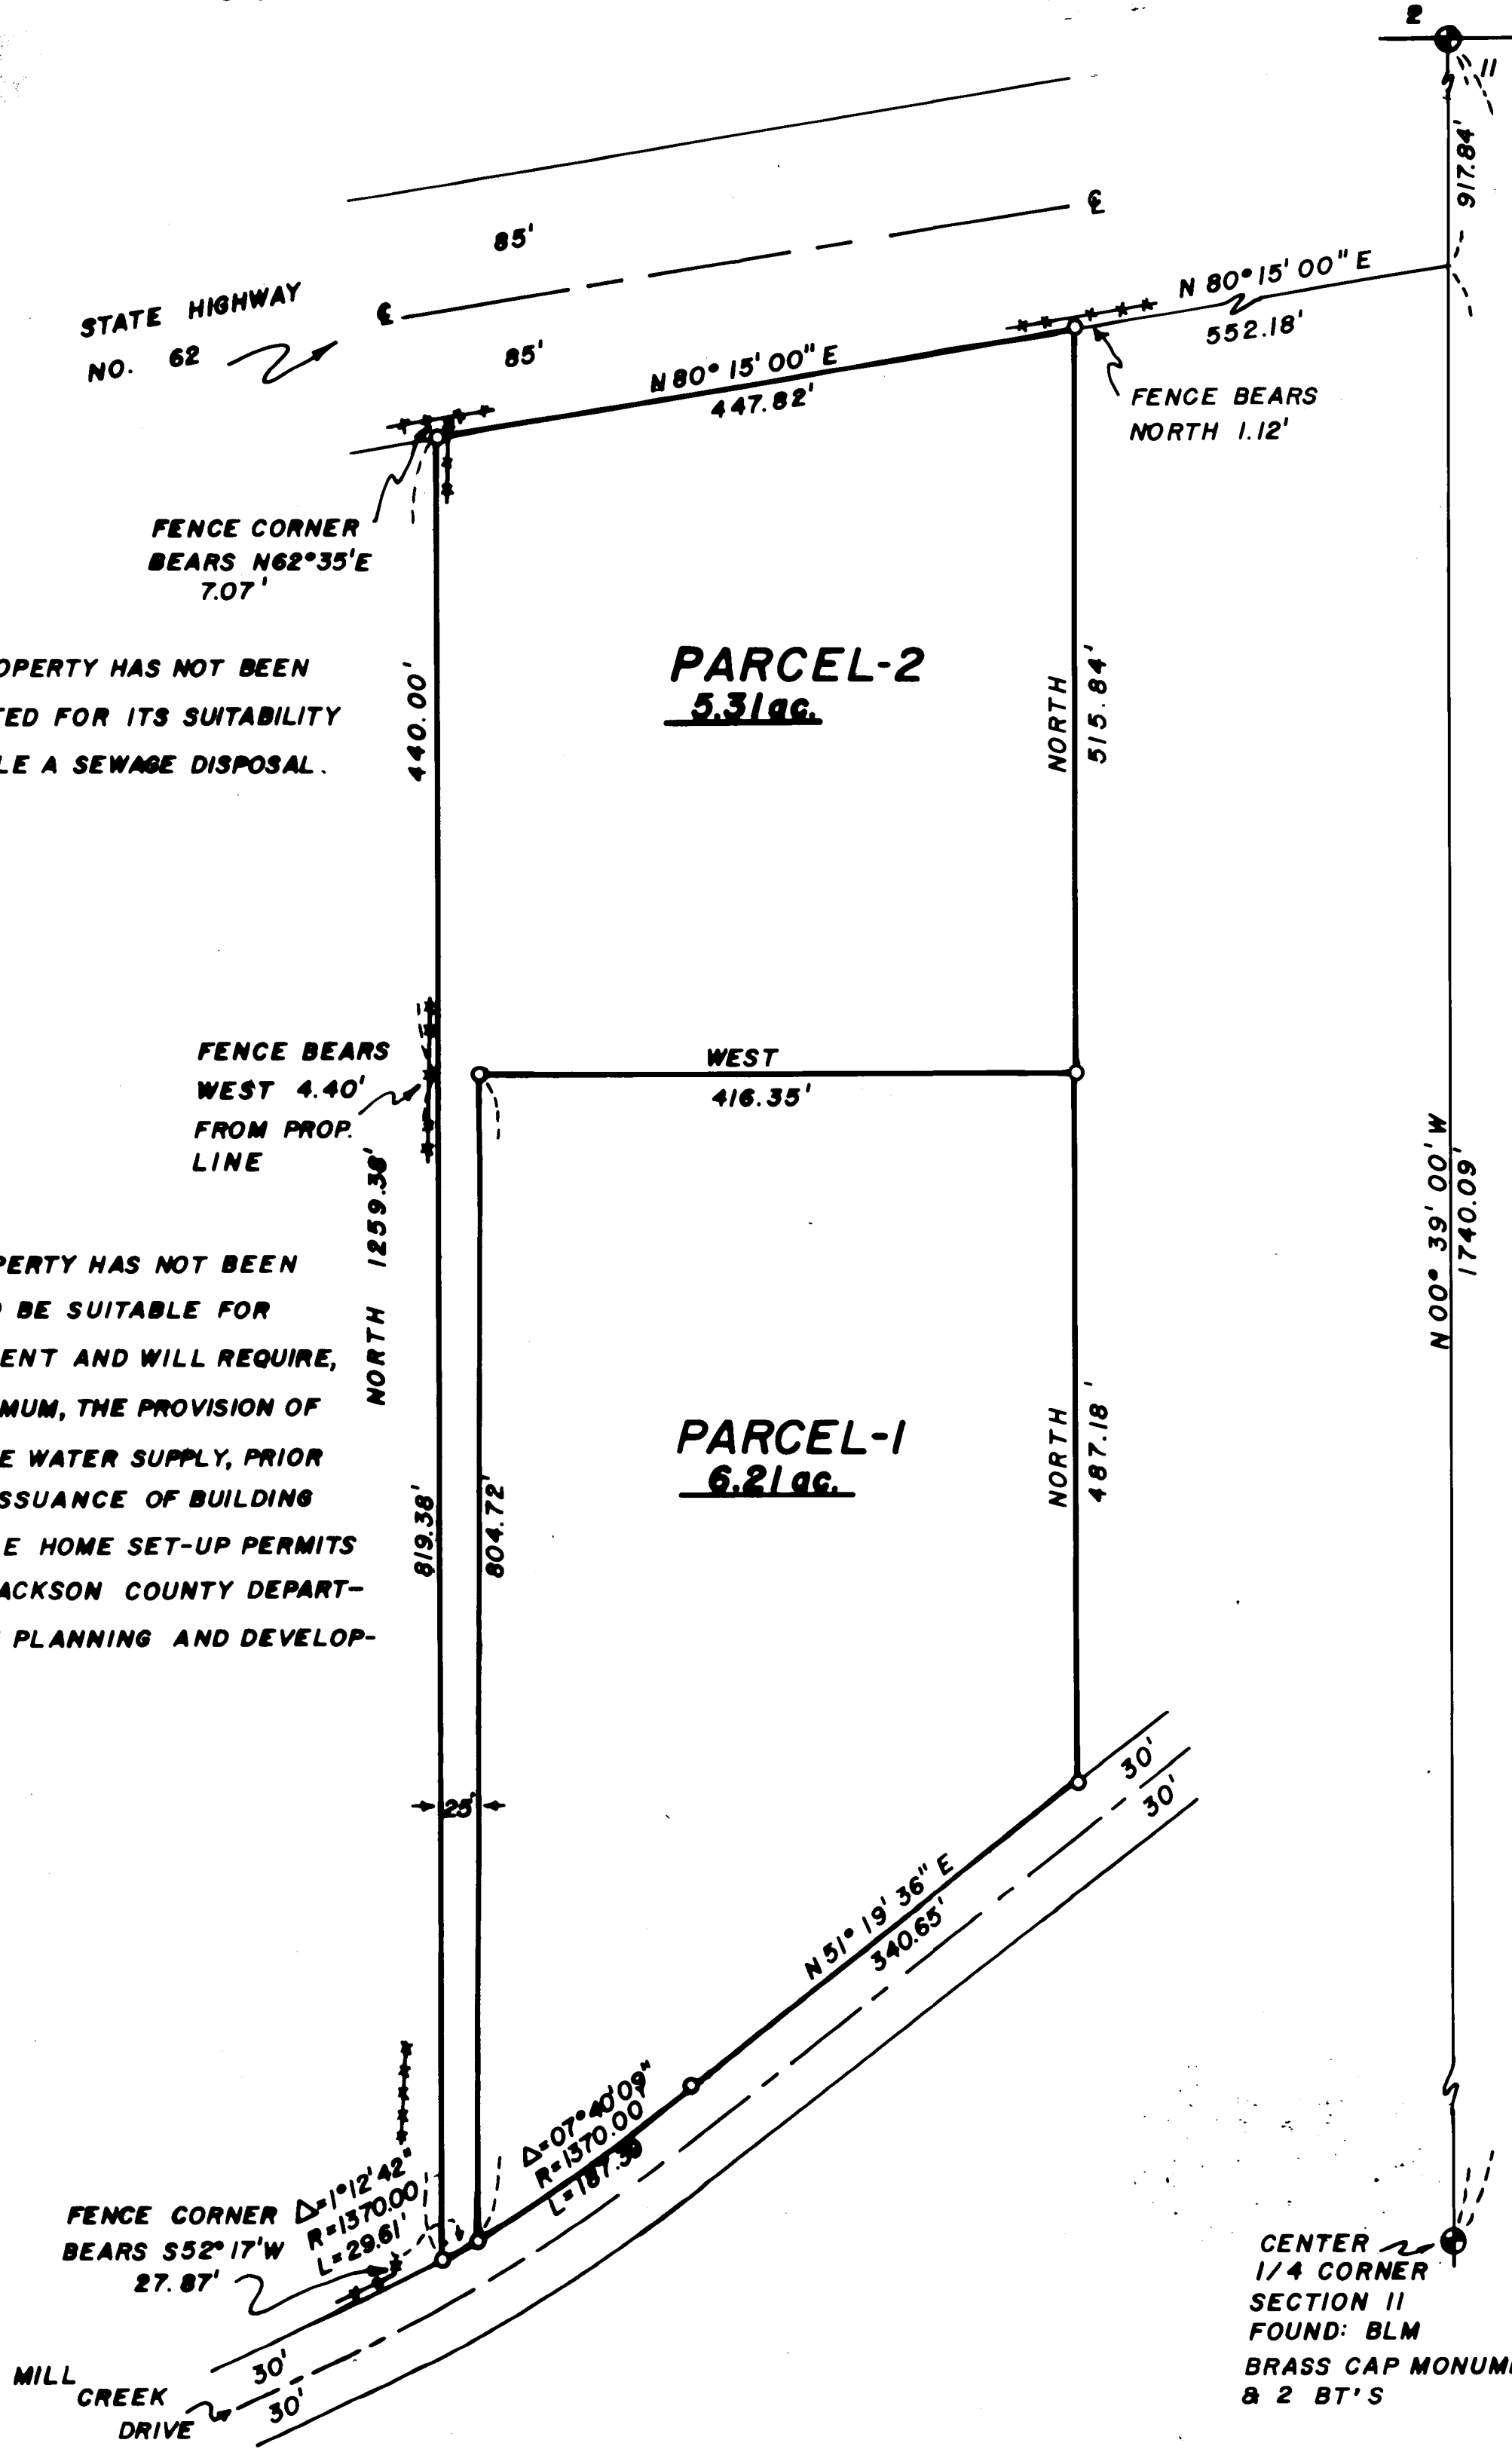 2
11
917.84'
85'
℄
STATE HIGHWAY
NO. 62
℄
85'
N 80° 15' 00" E
552.18'
N 80° 15' 00" E
447.82'
FENCE BEARS
NORTH 1.12'
FENCE CORNER
BEARS N62°35'E
7.07'
OPERTY HAS NOT BEEN
TED FOR ITS SUITABILITY
LE A SEWAGE DISPOSAL.
440.00'
PARCEL-2
5.31 ac.
NORTH
515.84'
FENCE BEARS
WEST 4.40'
FROM PROP.
LINE
WEST
416.35'
N 00° 39' 00" W
1740.09'
NORTH 1259.38'
PERTY HAS NOT BEEN
BE SUITABLE FOR
ENT AND WILL REQUIRE,
MUM, THE PROVISION OF
E WATER SUPPLY, PRIOR
SSUANCE OF BUILDING
E HOME SET-UP PERMITS
ACKSON COUNTY DEPART-
PLANNING AND DEVELOP-
819.38'
804.72'
PARCEL-1
6.21 ac.
NORTH
487.18'
25'
30'
30'
N 51° 19' 36" E
340.65'
Δ=07°40'09"
R=1370.00'
Δ=1°12'42"
R=1370.00
L=29.61'
FENCE CORNER
BEARS S52°17'W
27.87'
30'
30'
MILL
CREEK
DRIVE
CENTER
1/4 CORNER
SECTION 11
FOUND: BLM
BRASS CAP MONUM
& 2 BT'S